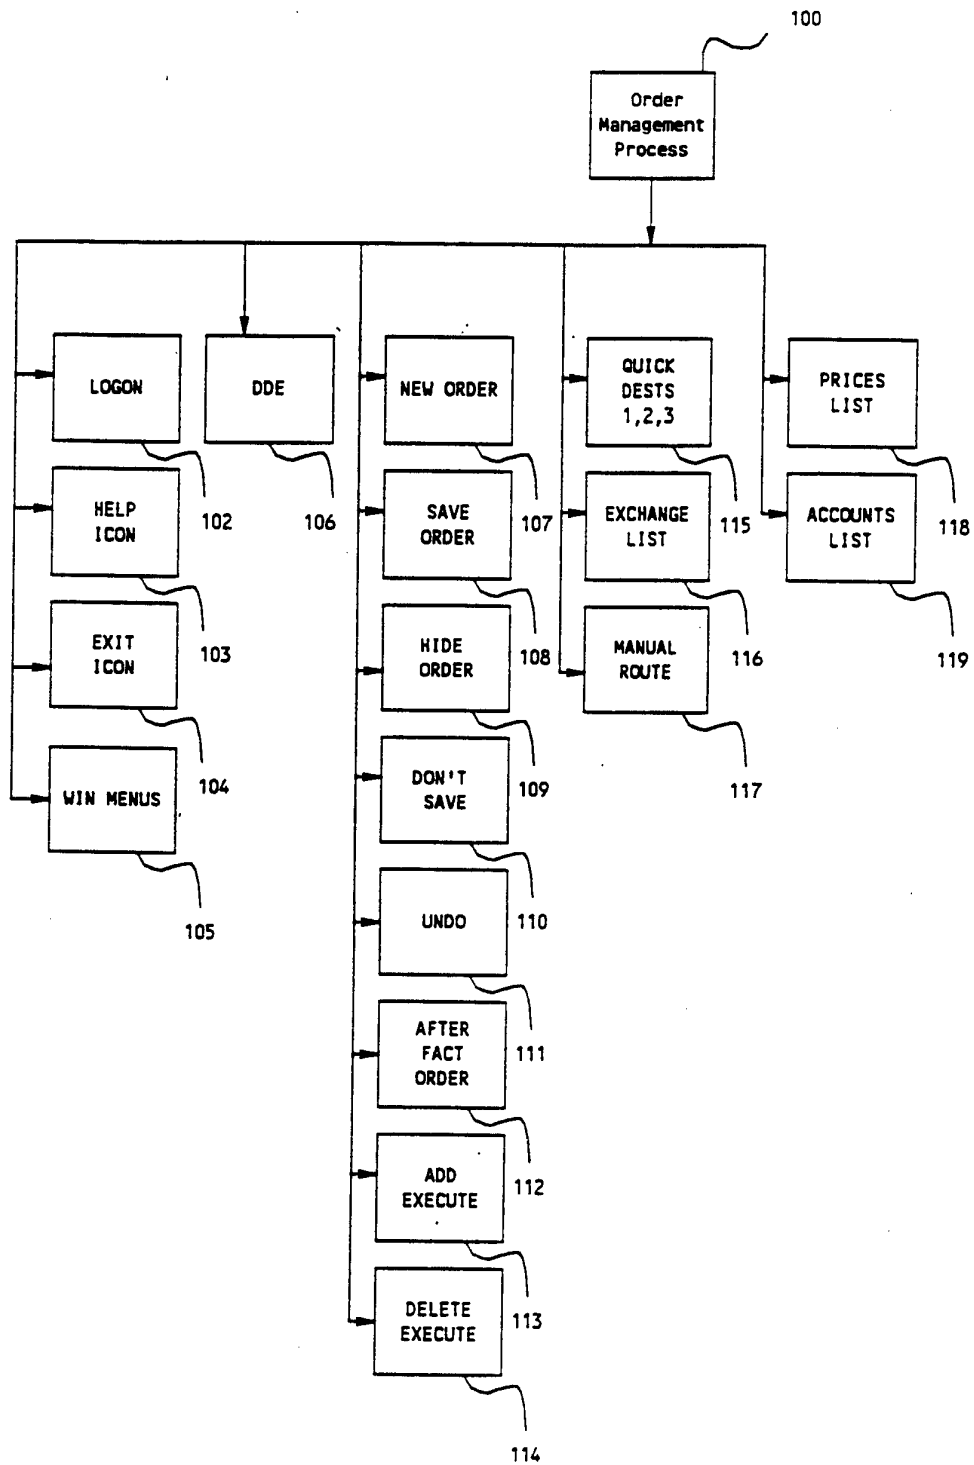 100
Order
Management
Process
LOGON
102
HELP
ICON
103
EXIT
ICON
104
WIN MENUS
105
DDE
106
NEW ORDER
107
SAVE
ORDER
108
HIDE
ORDER
109
DON'T
SAVE
110
UNDO
111
AFTER
FACT
ORDER
112
ADD
EXECUTE
113
DELETE
EXECUTE
114
QUICK
DESTS
1,2,3
115
EXCHANGE
LIST
116
MANUAL
ROUTE
117
PRICES
LIST
118
ACCOUNTS
LIST
119